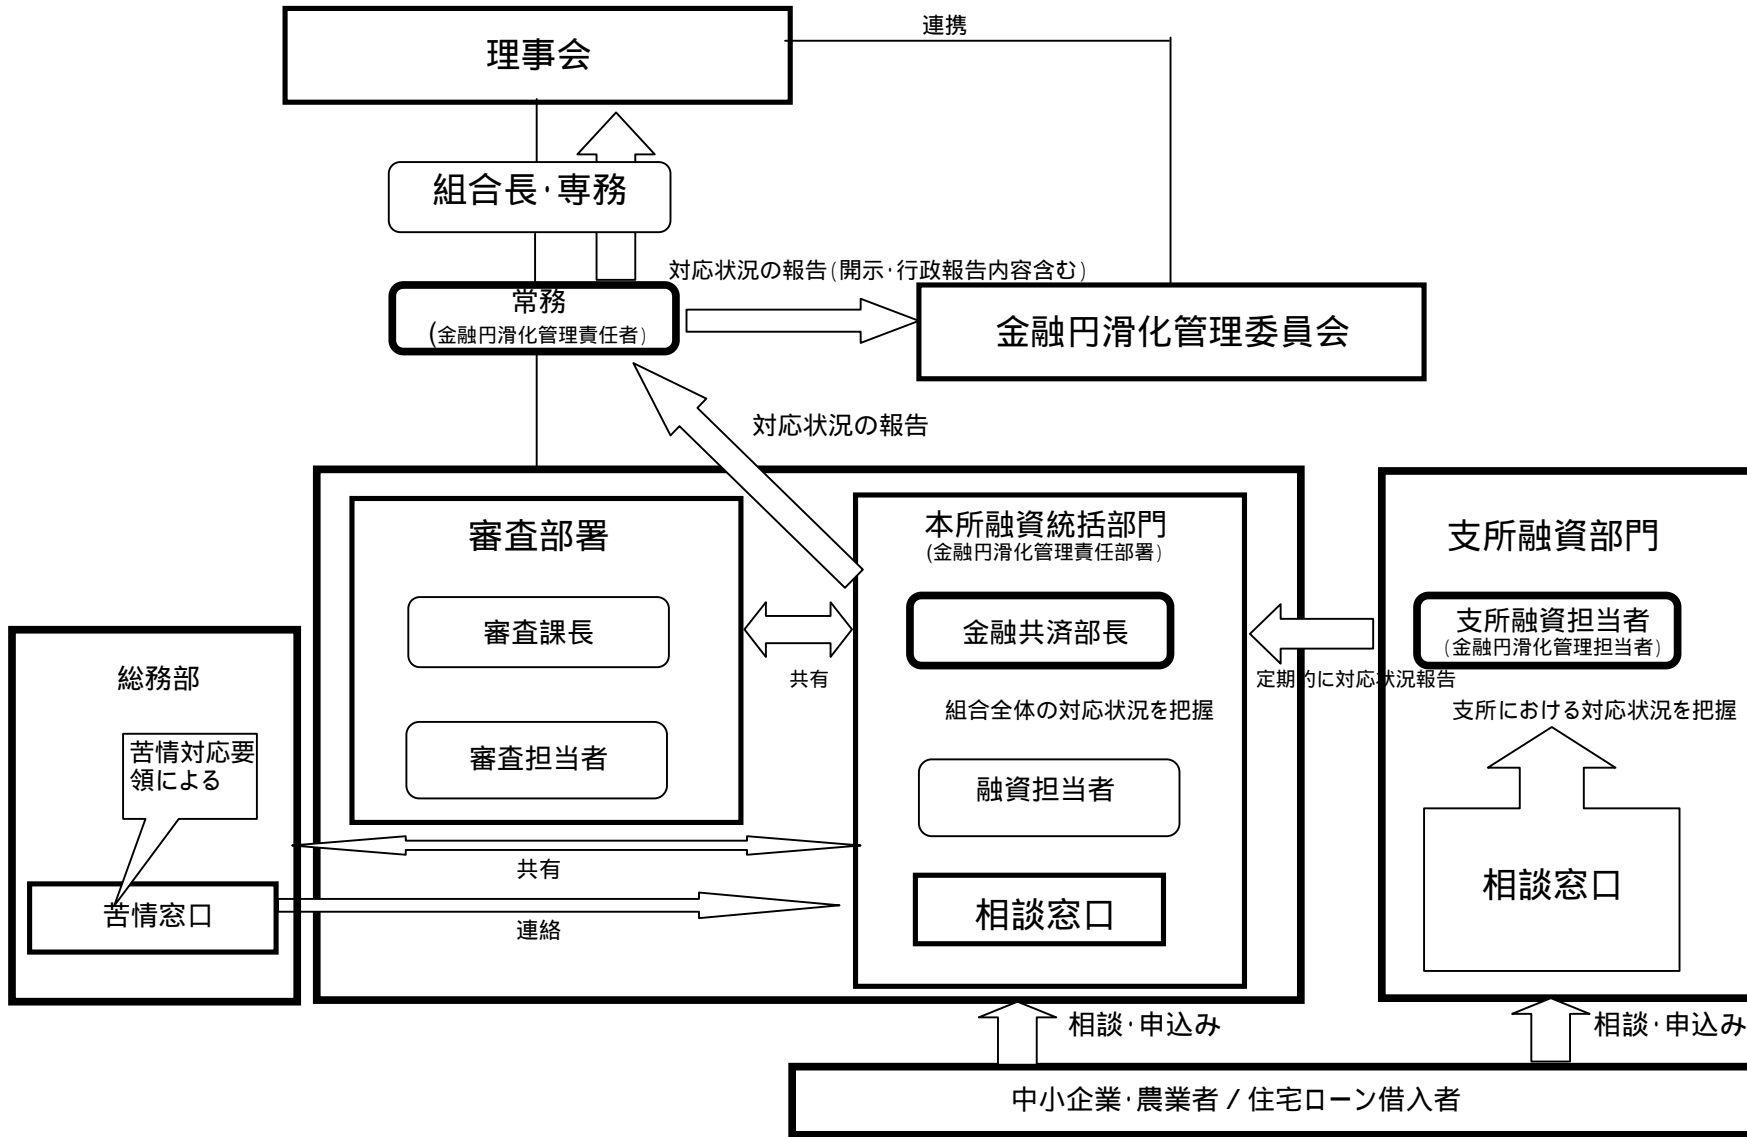 連携
理事会
組合長・専務
対応状況の報告(開示・行政報告内容含む)
常務
(金融円滑化管理責任者)
金融円滑化管理委員会
対応状況の報告
審査部署
審査課長
審査担当者
共有
本所融資統括部門
(金融円滑化管理責任部署)
金融共済部長
組合全体の対応状況を把握
融資担当者
相談窓口
定期的に対応状況報告
支所融資部門
支所融資担当者
(金融円滑化管理担当者)
支所における対応状況を把握
相談窓口
総務部
苦情対応要
領による
苦情窓口
共有
連絡
相談・申込み
相談・申込み
中小企業・農業者 / 住宅ローン借入者